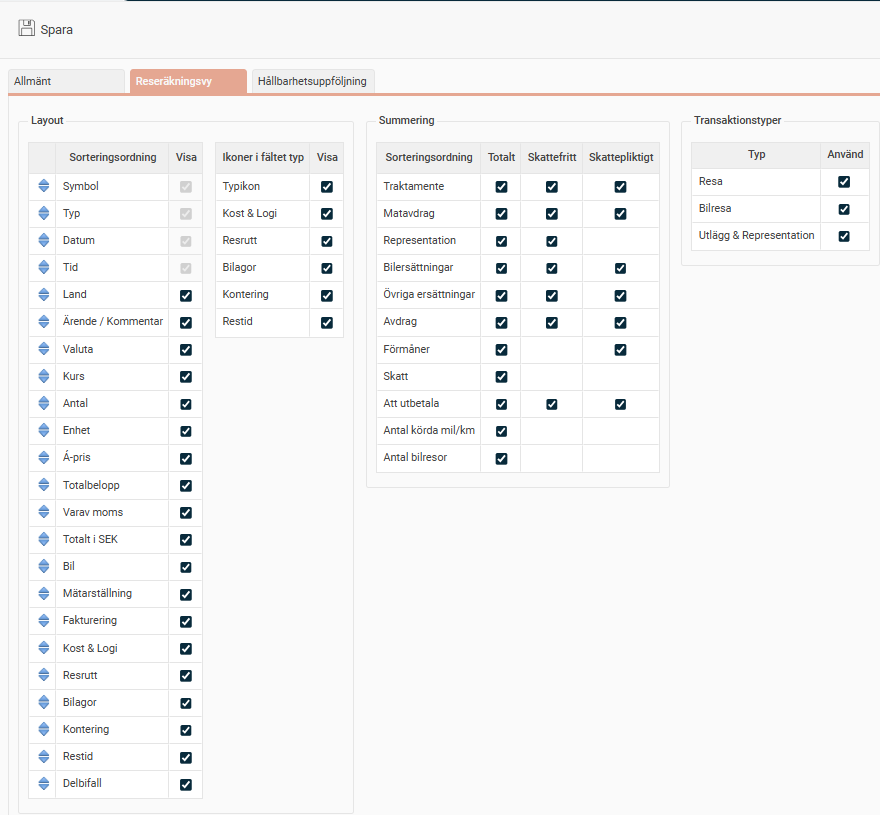 Spara
Allmänt
Reseräkningsvy
Hållbarhetsuppföljning
Layout
Sorteringsordning Visa
Symbol
Typ
Datum
Tid
Land
Ärende / Kommentar
Valuta
Kurs
Antal
Enhet
Á-pris
Totalbelopp
Varav moms
Totalt i SEK
Bil
Mätarställning
Fakturering
Kost & Logi
Resrutt
Bilagor
Kontering
Restid
Delbifall
Ikoner i fältet typ Visa
Typikon
Kost & Logi
Resrutt
Bilagor
Kontering
Restid
Summering
Sorteringsordning Totalt Skattefritt Skattepliktigt
Traktamente
Matavdrag
Representation
Bilersättningar
Övriga ersättningar
Avdrag
Förmåner
Skatt
Att utbetala
Antal körda mil/km
Antal bilresor
Transaktionstyper
Typ Använd
Resa
Bilresa
Utlägg & Representation